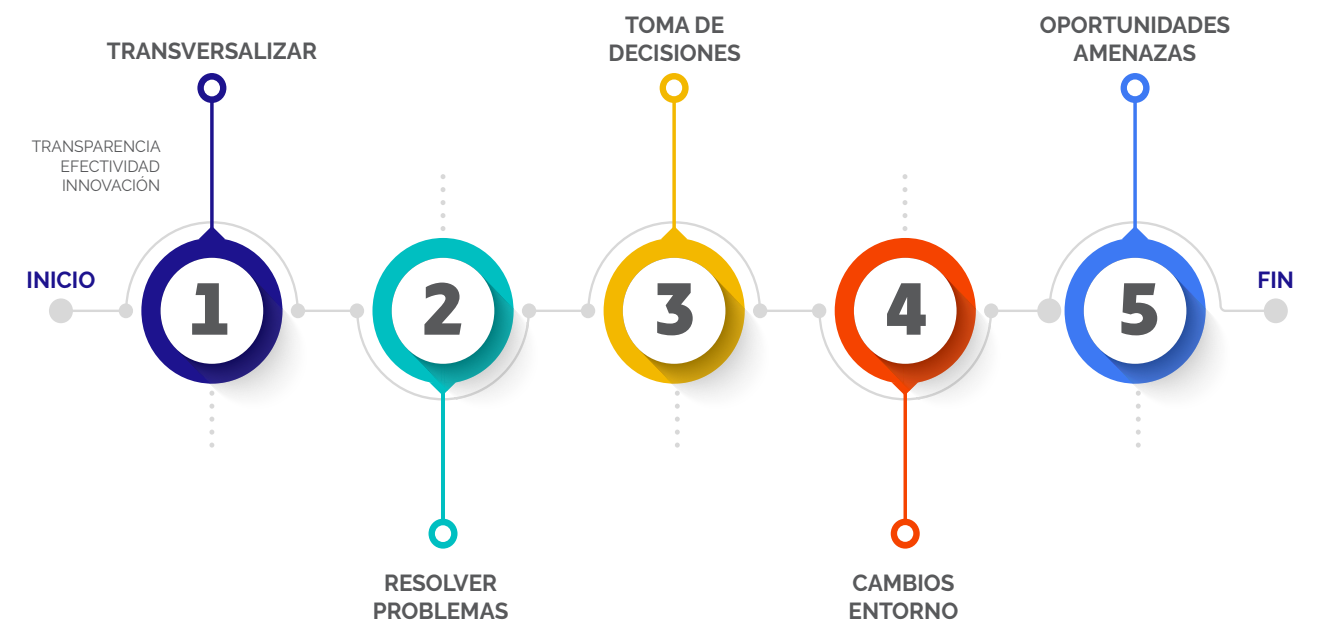 TRANSVERSALIZAR
TRANSPARENCIA
EFECTIVIDAD
INNOVACIÓN
INICIO
1
2
RESOLVER
PROBLEMAS
TOMA DE
DECISIONES
3
4
CAMBIOS
ENTORNO
OPORTUNIDADES
AMENAZAS
5
FIN